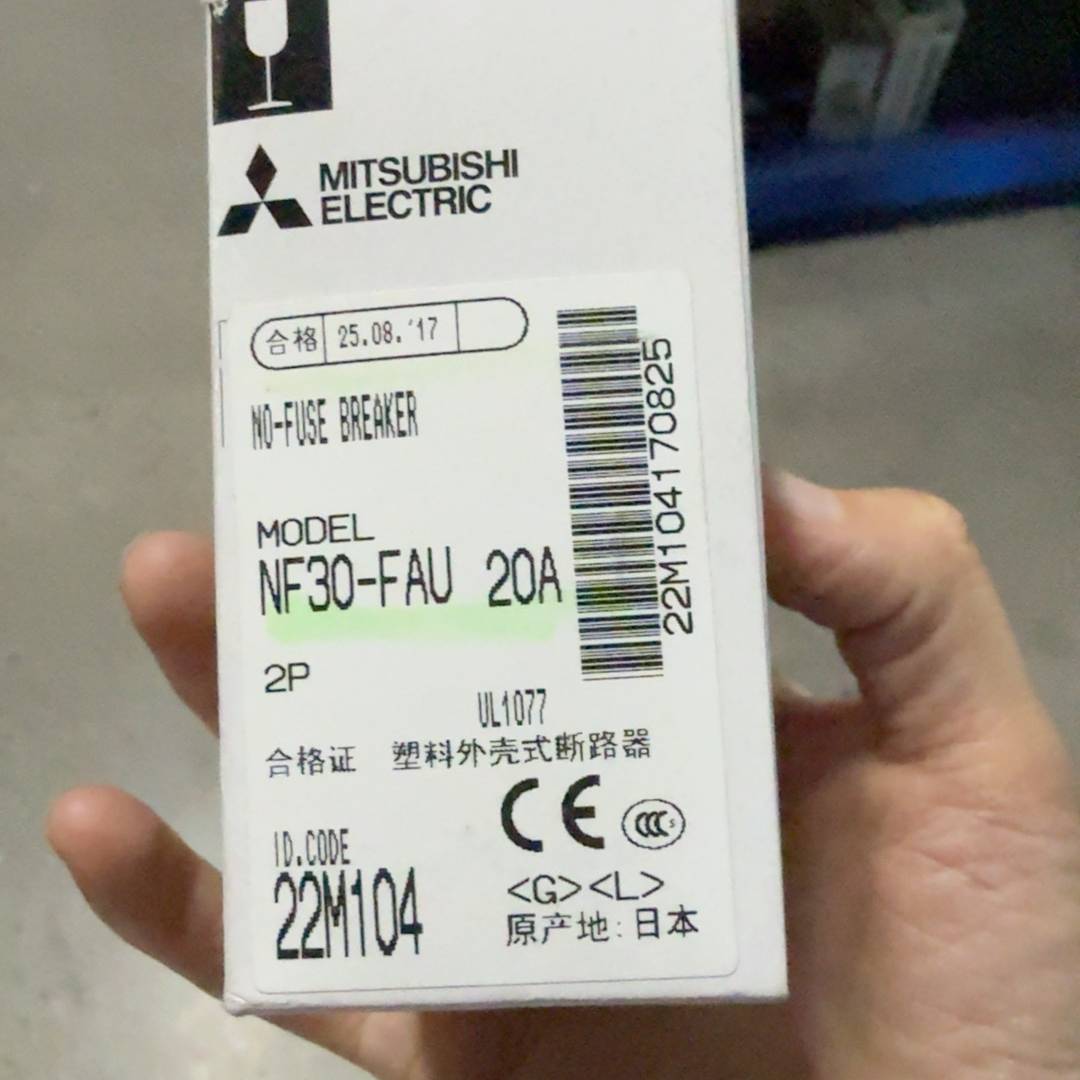 MITSUBISHI
ELECTRIC
合格 25.08.'17
NO-FUSE BREAKER
MODEL
NF30-FAU 20A
2P
UL1077
合格证 塑料外壳式断路器
CE CCC S
ID.CODE
22M104
<G><L>
原产地:日本
22M104170825